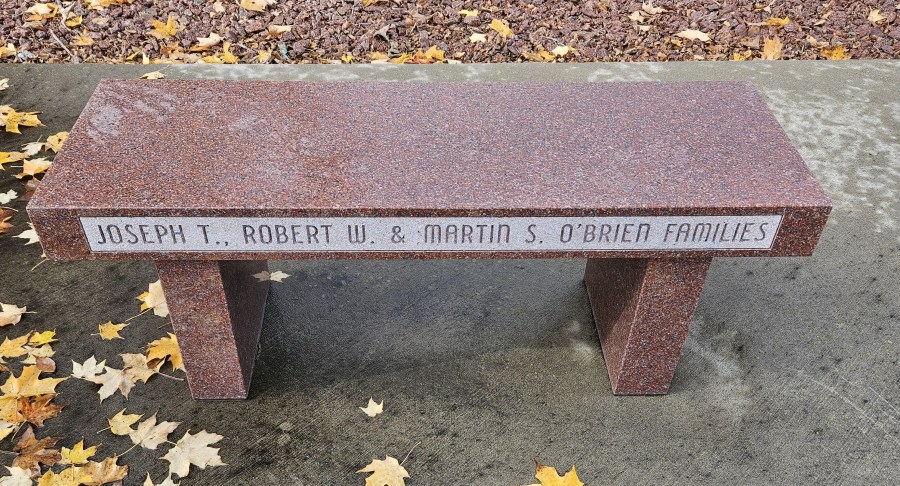 JOSEPH T., ROBERT W. & MARTIN S. O'BRIEN FAMILIES